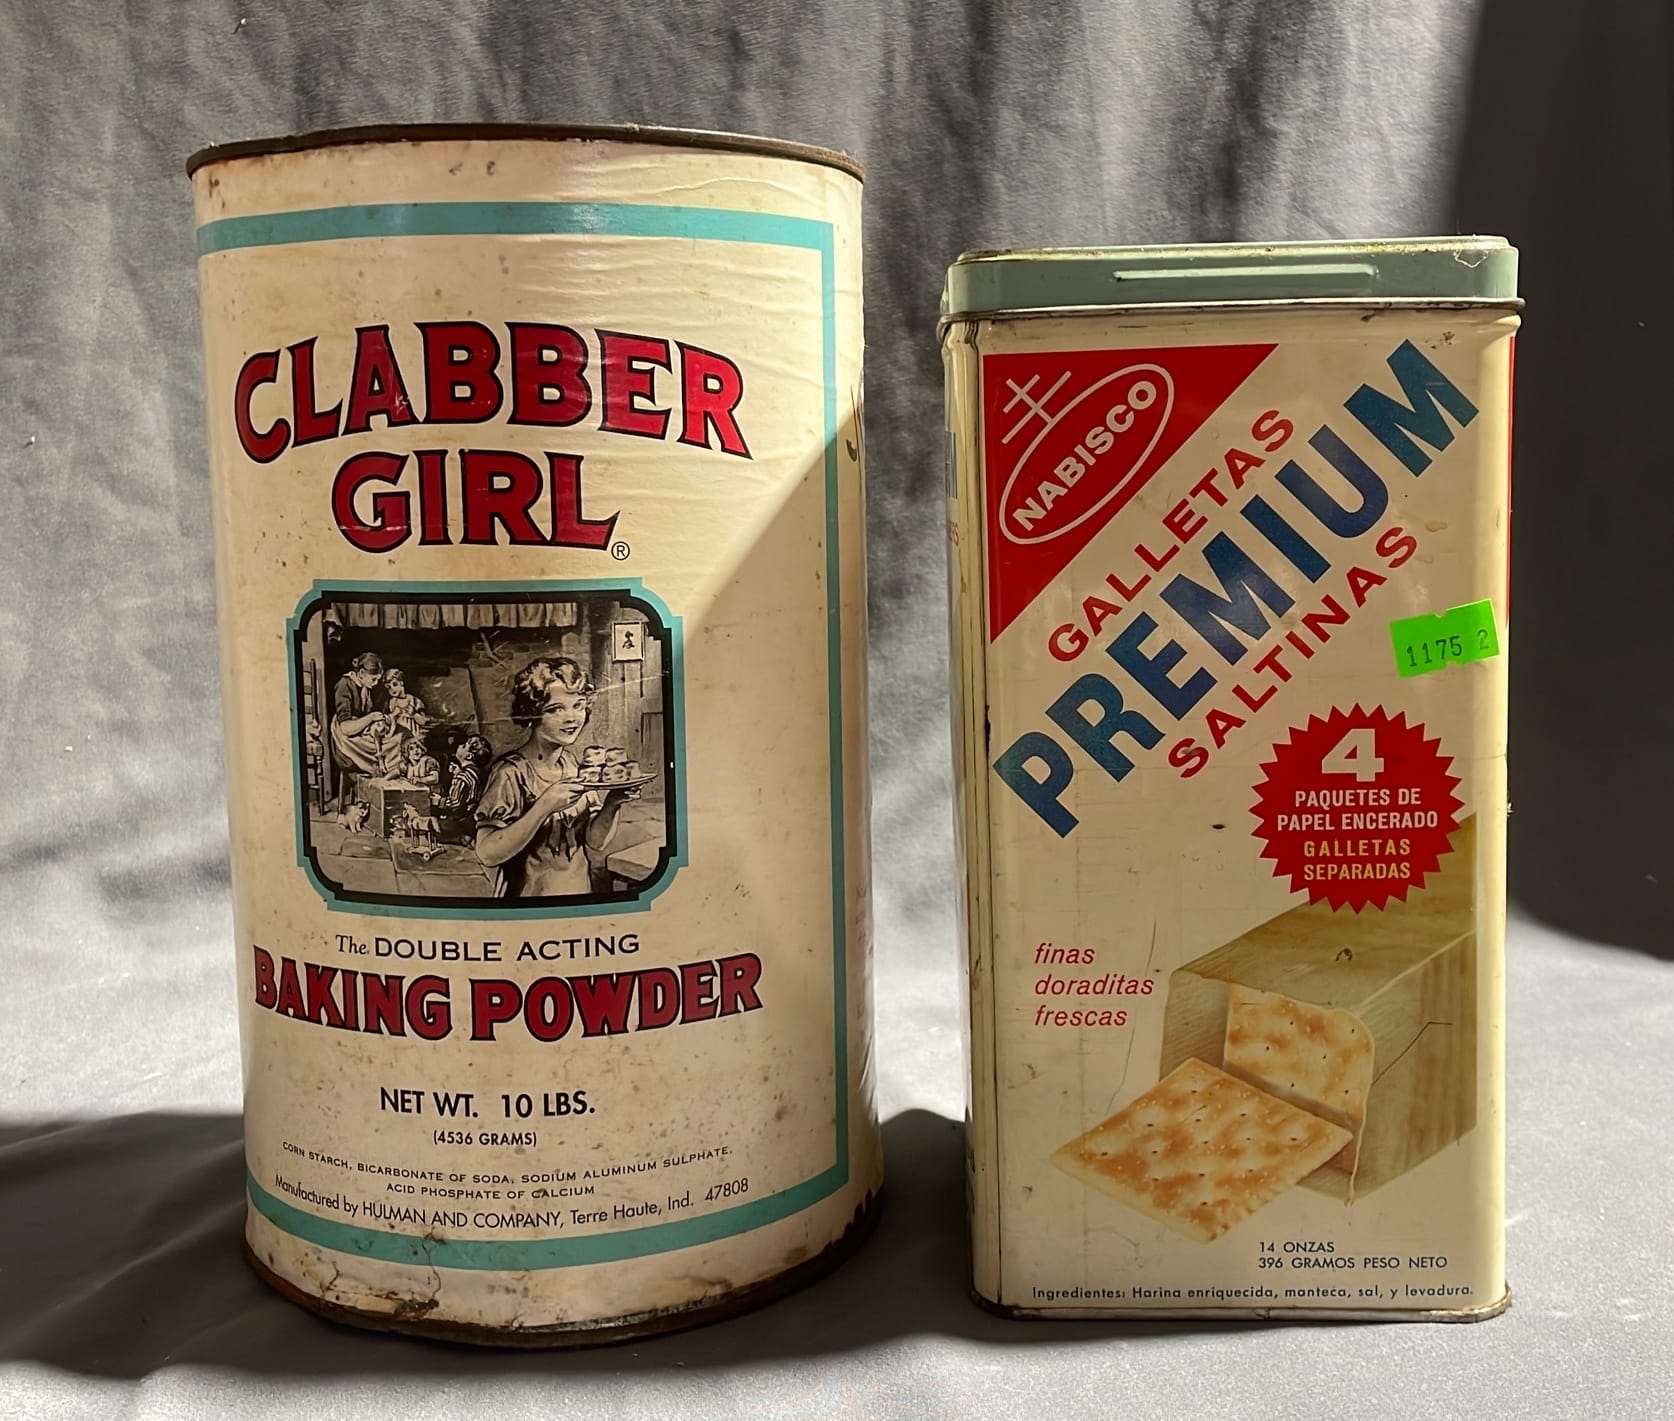 CLABBER
GIRL®
The DOUBLE ACTING
BAKING POWDER
NET WT. 10 LBS.
(4536 GRAMS)
CORN STARCH, BICARBONATE OF SODA, SODIUM ALUMINUM SULPHATE,
ACID PHOSPHATE OF CALCIUM
Manufactured by HULMAN AND COMPANY, Terre Haute, Ind. 47808
NABISCO
GALLETAS
PREMIUM
SALTINAS
1175 2
4
PAQUETES DE
PAPEL ENCERADO
GALLETAS
SEPARADAS
finas
doraditas
frescas
14 ONZAS
396 GRAMOS PESO NETO
Ingredientes: Harina enriquecida, manteca, sal, y levadura.